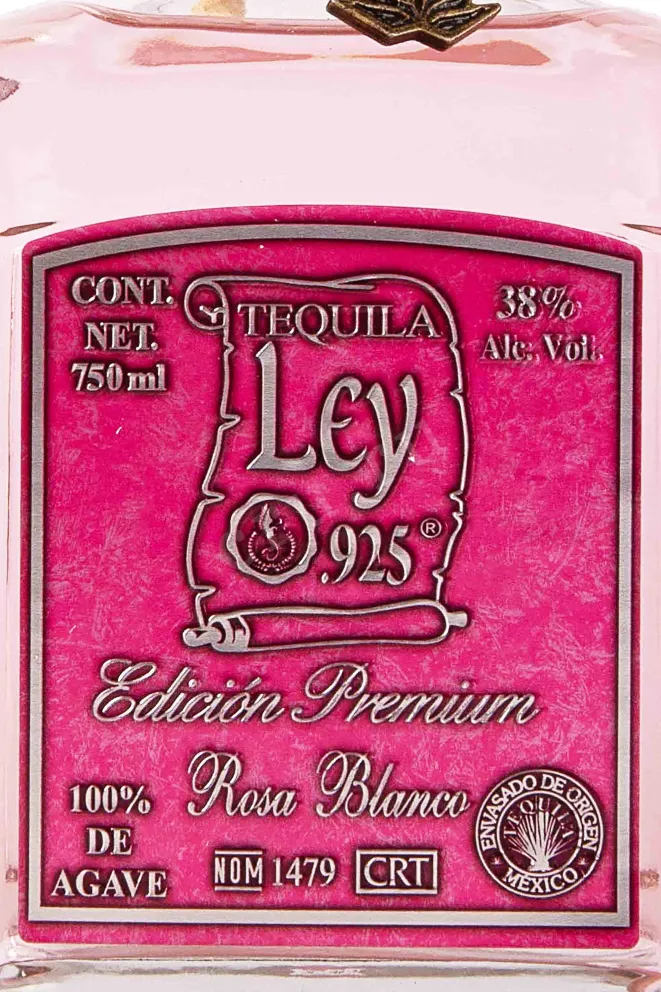 CONT.
NET.
750 ml
38%
Alc. Vol.
TEQUILA
Ley
.925®
Edición Premium
Rosa Blanco
100%
DE
AGAVE
NOM 1479
CRT
ENVASADO DE ORIGEN
TEQUILA
MÉXICO